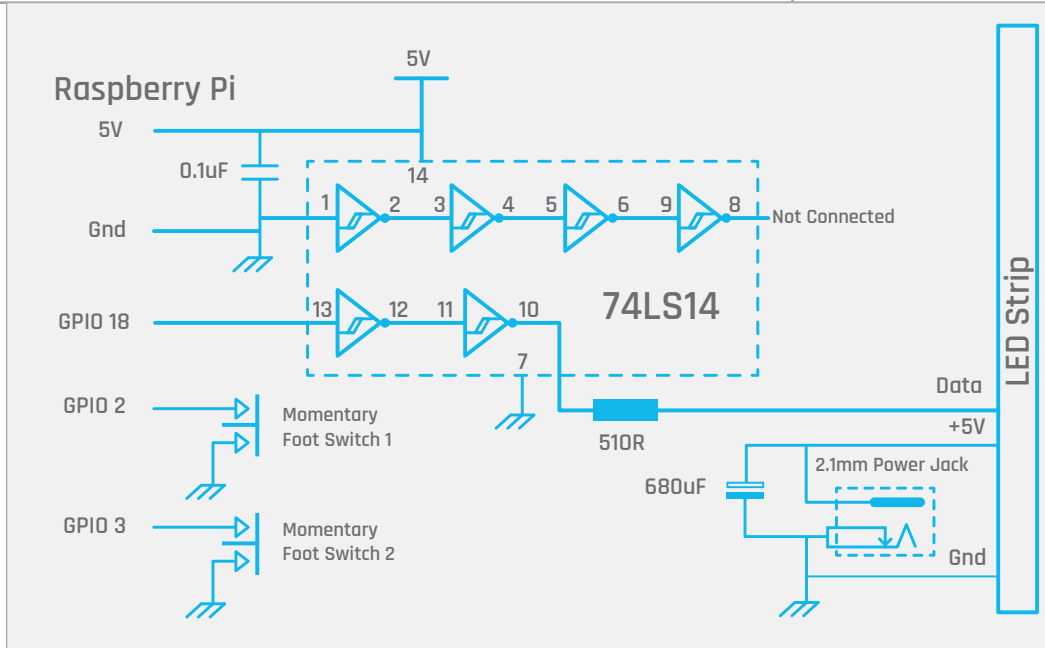 5V
Raspberry Pi
5V
0.1uF
14
1
2
3
4
5
6
9
8
Not Connected
Gnd
74LS14
GPIO 18
13
12
11
10
7
GPIO 2
Momentary
Foot Switch 1
510R
Data
+5V
2.1mm Power Jack
680uF
GPIO 3
Momentary
Foot Switch 2
Gnd
LED Strip